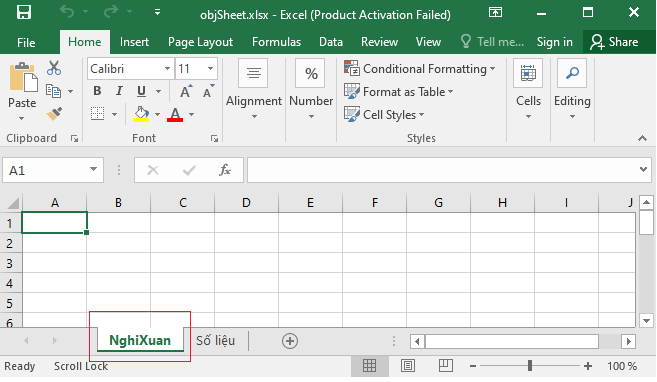 objSheet.xlsx - Excel (Product Activation Failed)
File Home Insert Page Layout Formulas Data Review View Tell me... Sign in Share
Paste
Clipboard
Calibri 11
B I U A A
A
Font
Alignment
%
Number
Conditional Formatting
Format as Table
Cell Styles
Styles
Cells
Editing
A1 fx
A B C D E F G H I J
1
2
3
4
5
6
NghiXuan Số liệu
Ready Scroll Lock 100 %